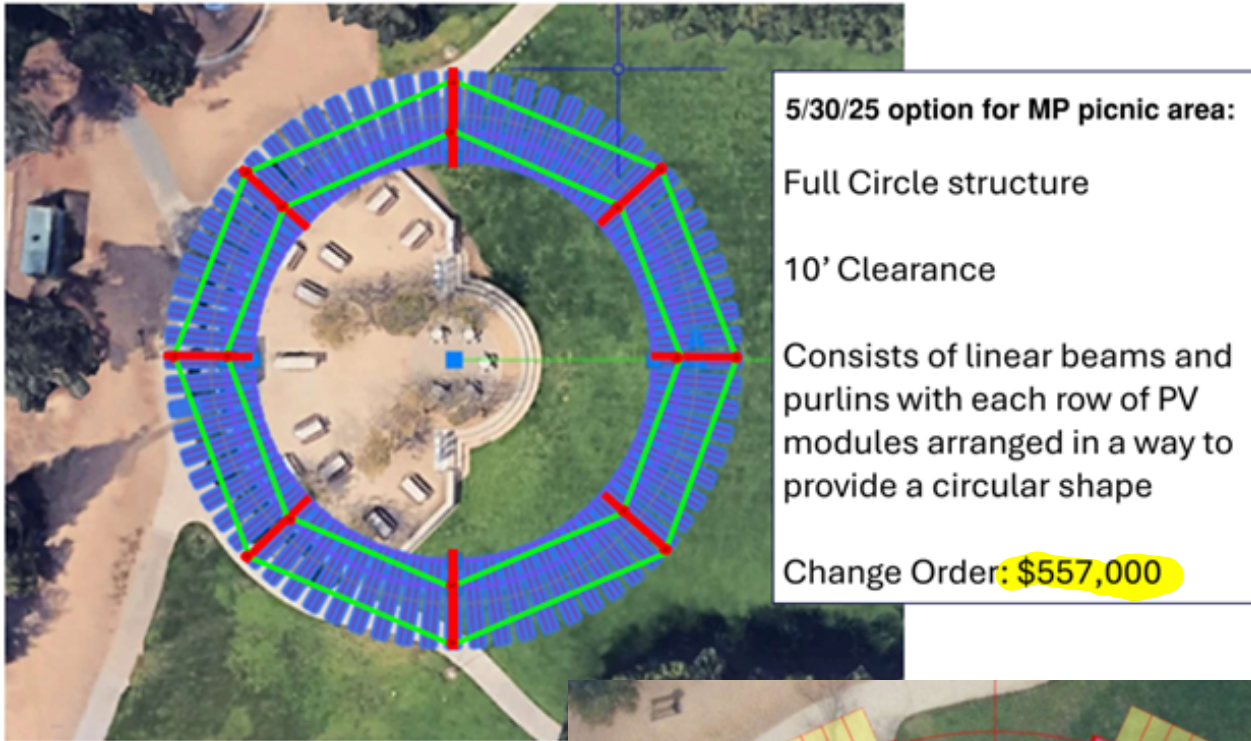 5/30/25 option for MP picnic area:
Full Circle structure
10’ Clearance
Consists of linear beams and
purlins with each row of PV
modules arranged in a way to
provide a circular shape
Change Order: $557,000